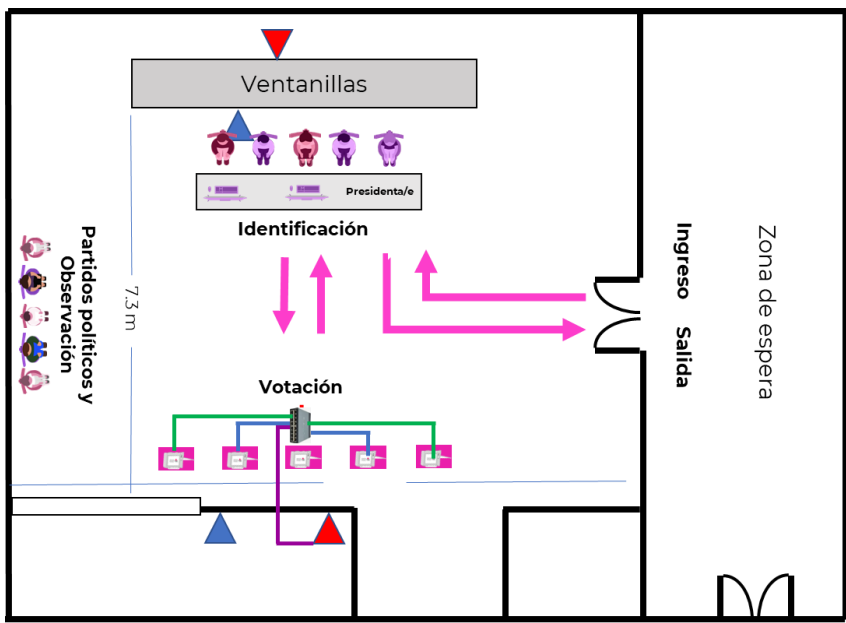 Ventanillas
Presidenta/e
Identificación
Partidos políticos y
Observación
7.3 m
Ingreso
Salida
Zona de espera
Votación